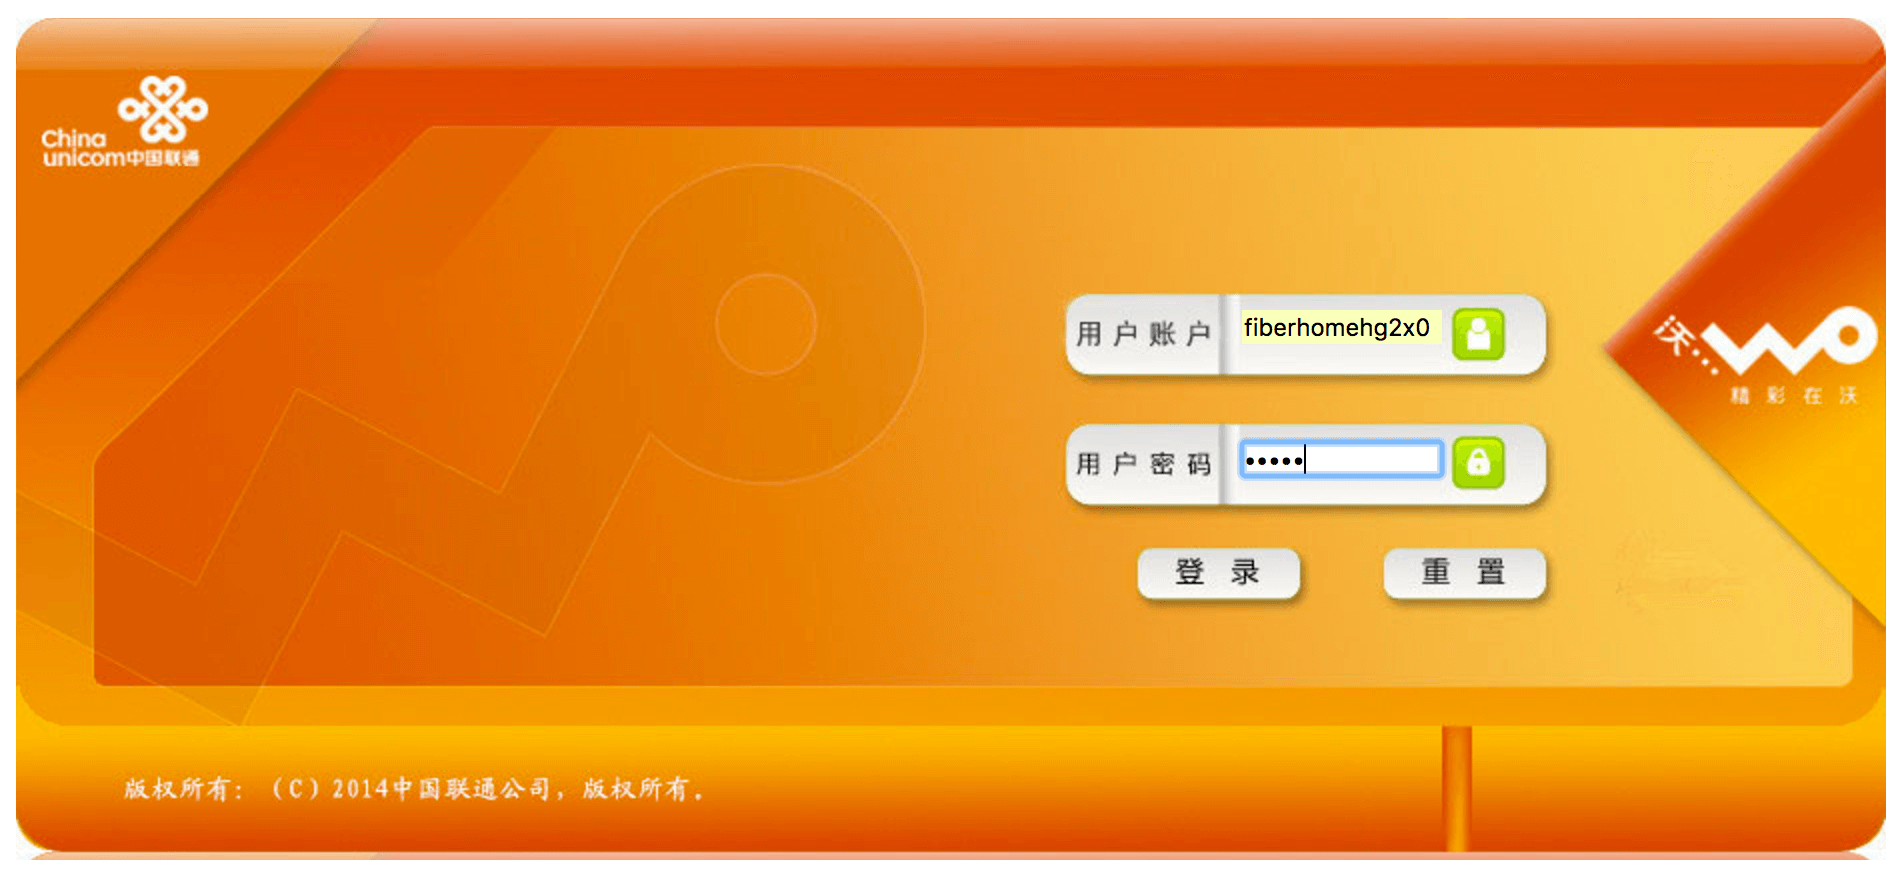 China
unicom中国联通
用户账户
fiberhomehg2x0
沃...
精彩在沃
用户密码
•••••
登录
重置
版权所有：（C）2014中国联通公司，版权所有。